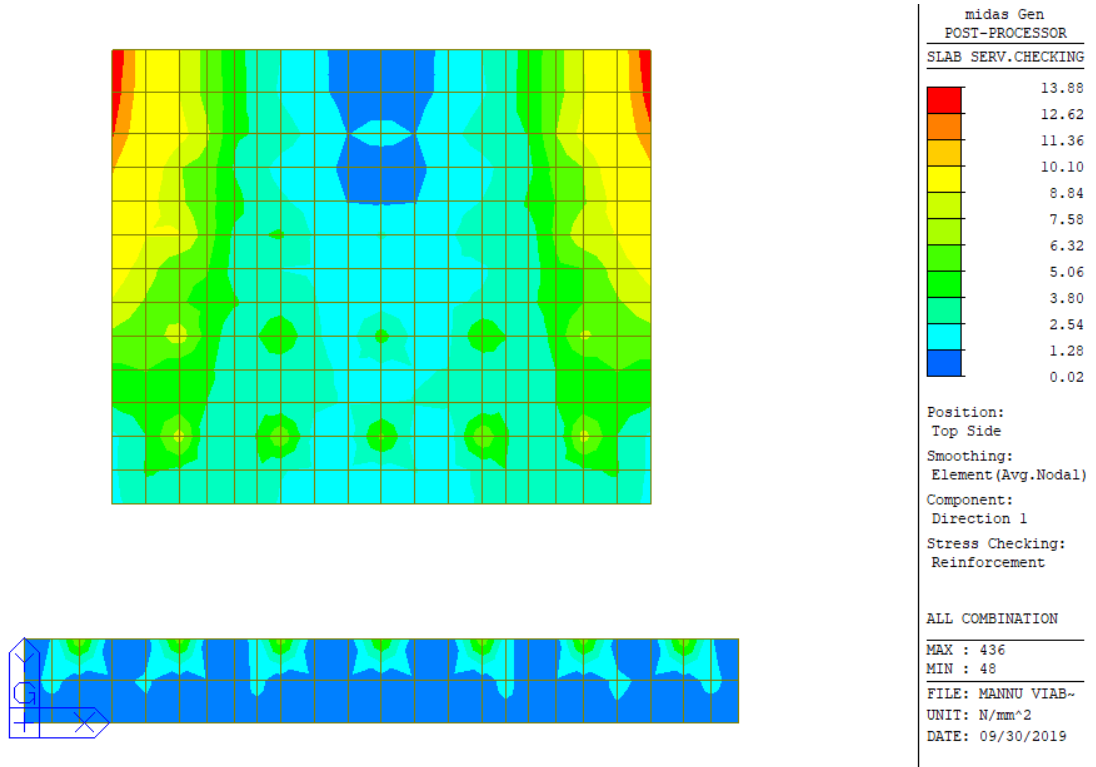 midas Gen
POST-PROCESSOR
SLAB SERV.CHECKING
13.88
12.62
11.36
10.10
8.84
7.58
6.32
5.06
3.80
2.54
1.28
0.02
Position:
Top Side
Smoothing:
Element(Avg.Nodal)
Component:
Direction 1
Stress Checking:
Reinforcement
ALL COMBINATION
MAX : 436
MIN : 48
FILE: MANNU VIAB~
UNIT: N/mm^2
DATE: 09/30/2019
Y
G
X